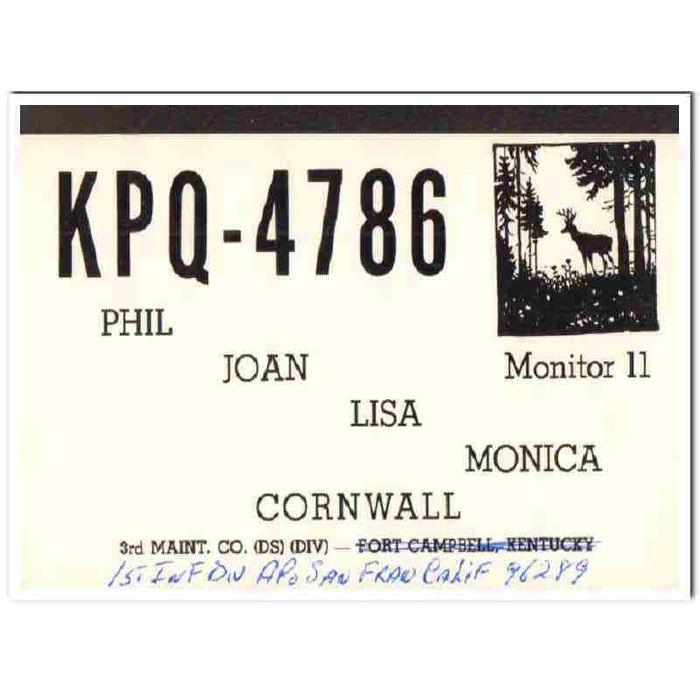 KPQ-4786
PHIL
JOAN
Monitor 11
LISA
MONICA
CORNWALL
3rd MAINT. CO. (DS) (DIV) — FORT CAMPBELL, KENTUCKY
1st INF DIV APO SAN FRAN CALIF 96289